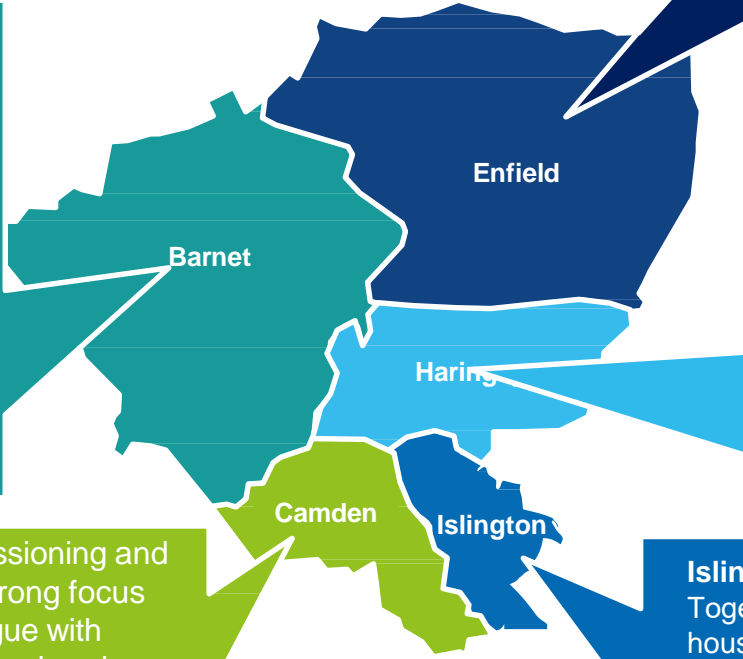 Enfield
Barnet
Haring
Camden
Islington
ssioning and
rong focus
gue with
Islin
Toge
hous